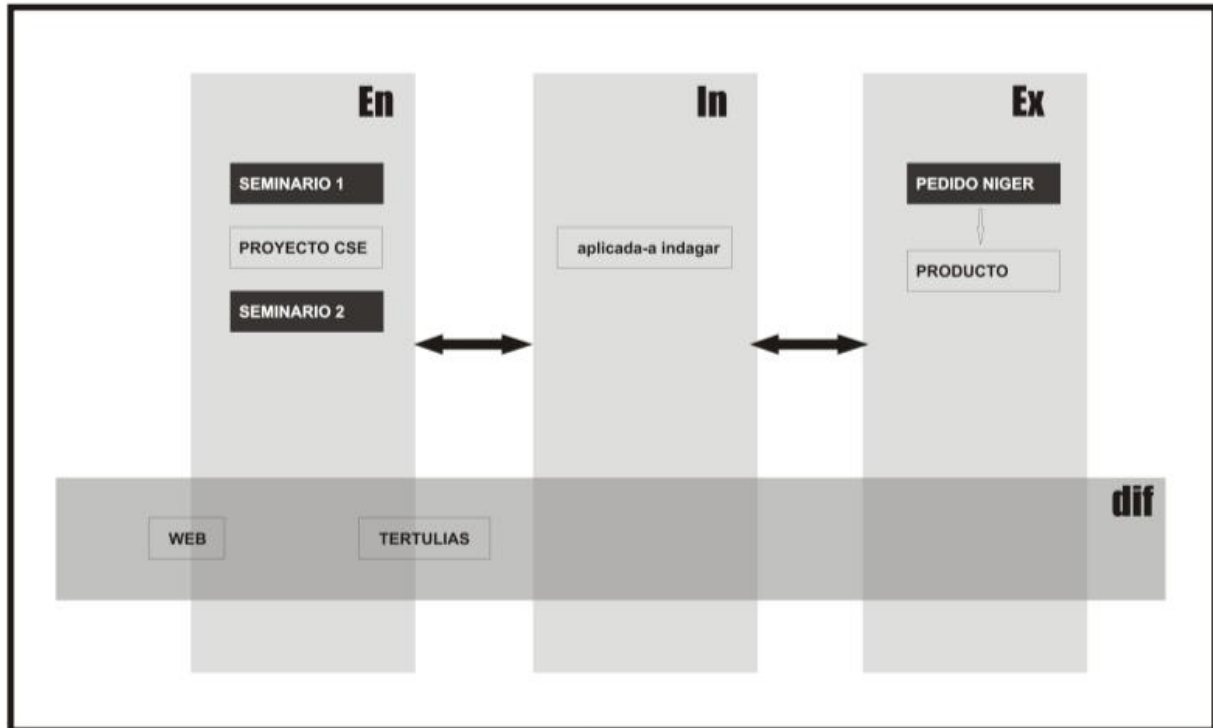 En
In
Ex
SEMINARIO 1
PROYECTO CSE
SEMINARIO 2
aplicada-a indagar
PEDIDO NIGER
PRODUCTO
dif
WEB
TERTULIAS